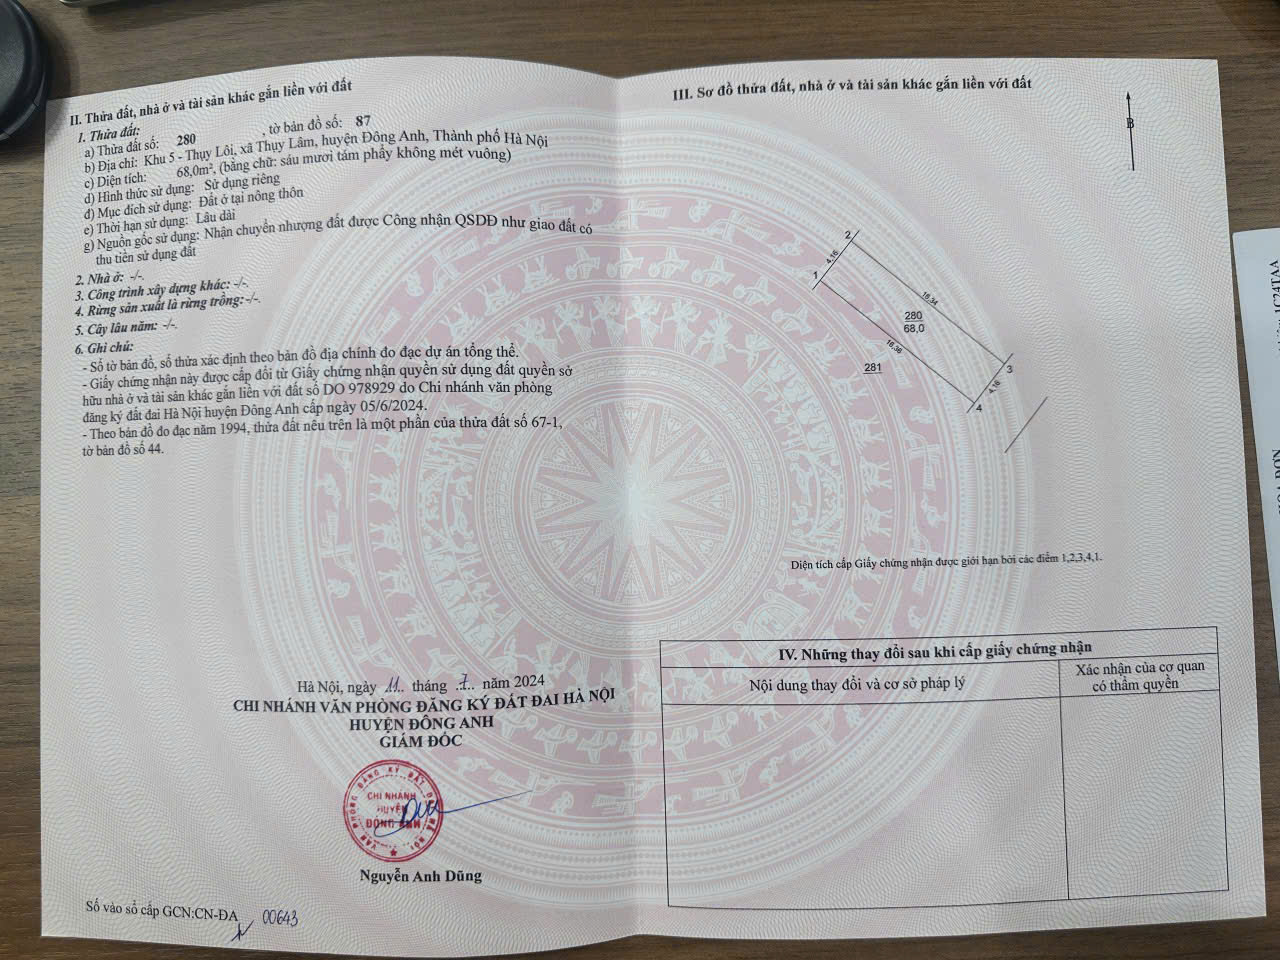 II. Thửa đất, nhà ở và tài sản khác gắn liền với đất
1. Thửa đất:
a) Thửa đất số: 280 , tờ bản đồ số: 87
b) Địa chỉ: Khu 5 - Thụy Lôi, xã Thụy Lâm, huyện Đông Anh, Thành phố Hà Nội
c) Diện tích: 68,0m², (bằng chữ: sáu mươi tám phẩy không mét vuông)
d) Hình thức sử dụng: Sử dụng riêng
đ) Mục đích sử dụng: Đất ở tại nông thôn
e) Thời hạn sử dụng: Lâu dài
g) Nguồn gốc sử dụng: Nhận chuyển nhượng đất được Công nhận QSDĐ như giao đất có
thu tiền sử dụng đất
2. Nhà ở: -/-.
3. Công trình xây dựng khác: -/-.
4. Rừng sản xuất là rừng trồng: -/-.
5. Cây lâu năm: -/-.
6. Ghi chú:
- Số tờ bản đồ, số thửa xác định theo bản đồ địa chính đo đạc dự án tổng thể.
- Giấy chứng nhận này được cấp đổi từ Giấy chứng nhận quyền sử dụng đất quyền sở
hữu nhà ở và tài sản khác gắn liền với đất số DO 978929 do Chi nhánh văn phòng
đăng ký đất đai Hà Nội huyện Đông Anh cấp ngày 05/6/2024.
- Theo bản đồ đo đạc năm 1994, thửa đất nêu trên là một phần của thửa đất số 67-1,
tờ bản đồ số 44.
Hà Nội, ngày 11.. tháng .7.. năm 2024
CHI NHÁNH VĂN PHÒNG ĐĂNG KÝ ĐẤT ĐAI HÀ NỘI
HUYỆN ĐÔNG ANH
GIÁM ĐỐC
VĂN PHÒNG ĐĂNG KÝ ĐẤT ĐAI HÀ NỘI
CHI NHÁNH
HUYỆN
ĐÔNG ANH
Nguyễn Anh Dũng
Số vào sổ cấp GCN:CN-ĐA 00643
III. Sơ đồ thửa đất, nhà ở và tài sản khác gắn liền với đất
B
2
4,16
1
16,34
280
68,0
16,36
281
3
4,16
4
Diện tích cấp Giấy chứng nhận được giới hạn bởi các điểm 1,2,3,4,1.
IV. Những thay đổi sau khi cấp giấy chứng nhận
Nội dung thay đổi và cơ sở pháp lý
Xác nhận của cơ quan
có thẩm quyền
1C24TAA